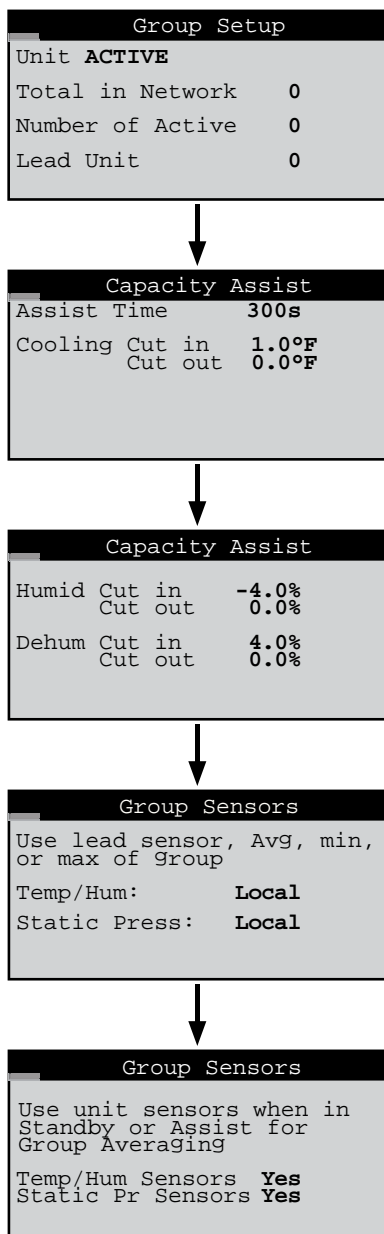 Group Setup
Unit ACTIVE
Total in Network 0
Number of Active 0
Lead Unit 0
Capacity Assist
Assist Time 300s
Cooling Cut in 1.0ºF
Cut out 0.0ºF
Capacity Assist
Humid Cut in -4.0%
Cut out 0.0%
Dehum Cut in 4.0%
Cut out 0.0%
Group Sensors
Use lead sensor, Avg, min,
or max of group
Temp/Hum: Local
Static Press: Local
Group Sensors
Use unit sensors when in
Standby or Assist for
Group Averaging
Temp/Hum Sensors Yes
Static Pr Sensors Yes